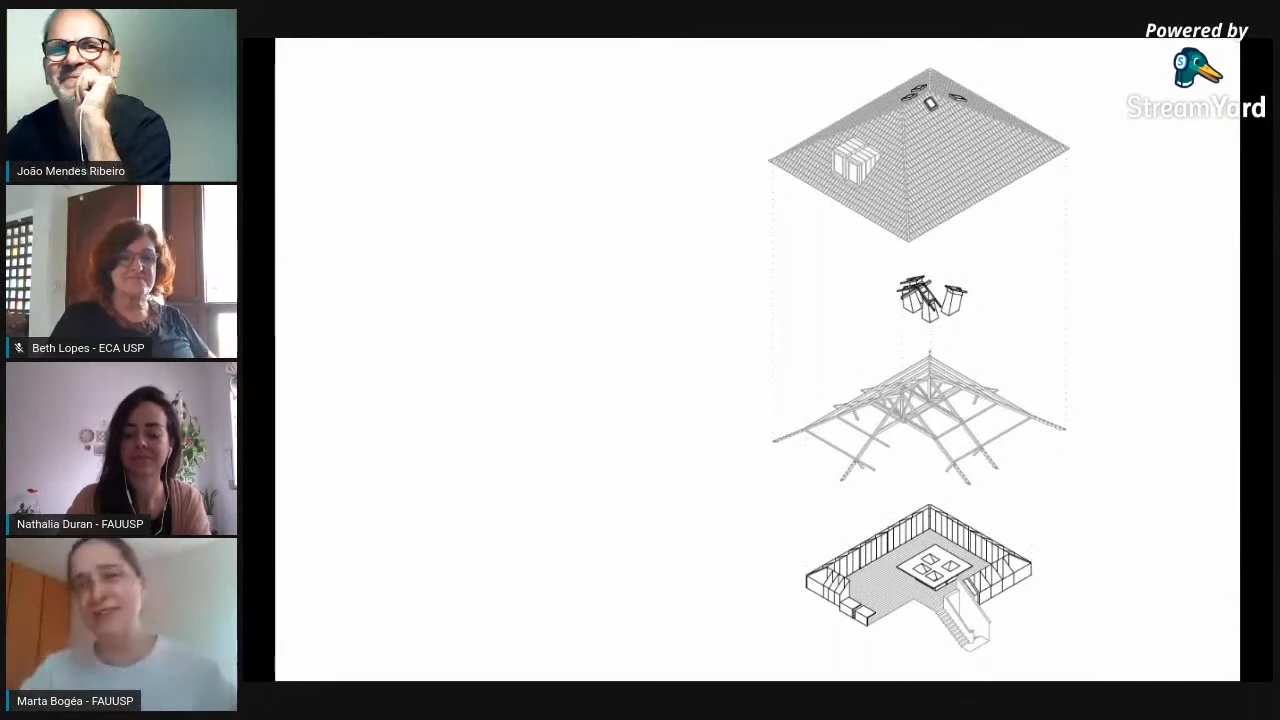 Powered by
StreamYard
João Mendes Ribeiro
Beth Lopes - ECA USP
Nathalia Duran - FAUUSP
Marta Bogéa - FAUUSP